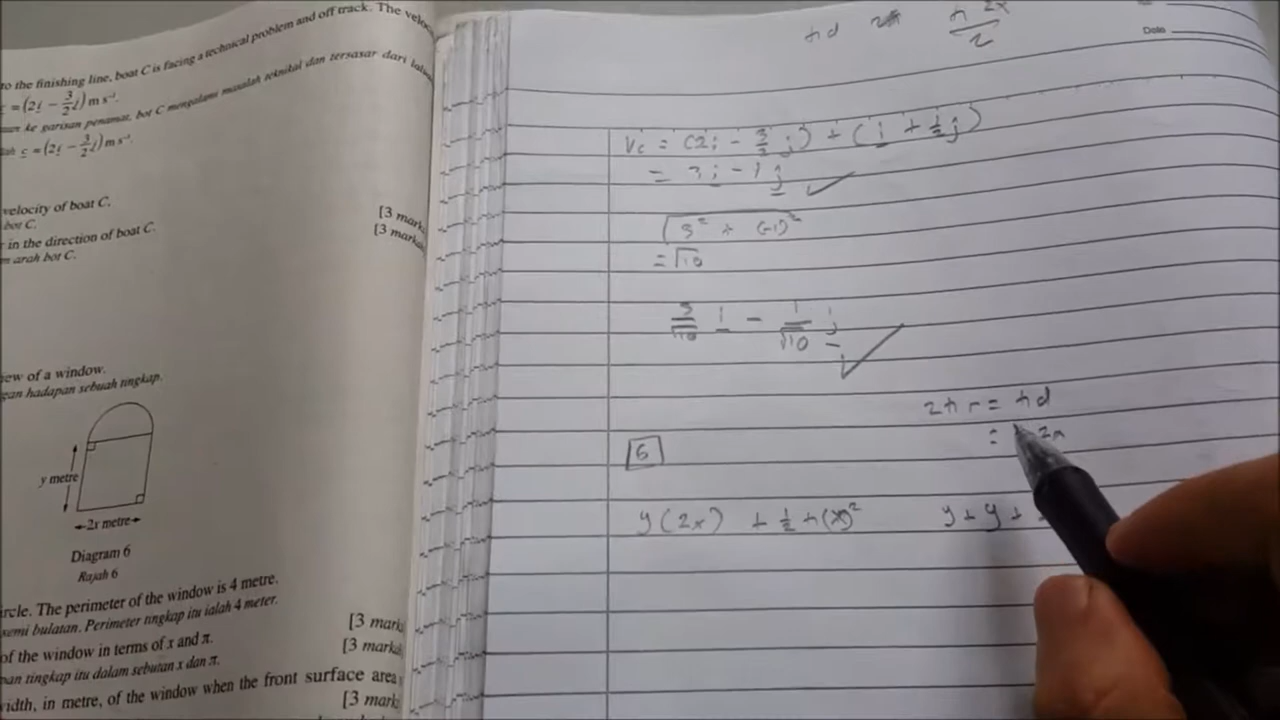 to the finishing line, boat C is facing a technical problem and off track. The velo
c = (2i − 3/2 j) m s⁻¹.
ke garisan penamat, bot C mengalami masalah teknikal dan tersasar dari
c = (2i − 3/2 j) m s⁻¹.
velocity of boat C.
bot C.
[3 mark
in the direction of boat C.
arah bot C.
[3 mark
iew of a window.
hadapan sebuah tingkap.
y metre
2x metre
Diagram 6
Rajah 6
ircle. The perimeter of the window is 4 metre.
semi bulatan. Perimeter tingkap itu ialah 4 meter.
[3 mark
of the window in terms of x and π.
tingkap itu dalam sebutan x dan π.
[3 mark
width, in metre, of the window when the front surface area
[3 mark
Date
πd
π 2x/2
Vc = (2i − 3/2 j) + (i + 1/2 j)
= 3i − 1j
√3² + (−1)²
= √10
3/√10 i − 1/√10 j
2πr = πd
= 2x
6
y(2x) + 1/2 π(x)²
y + y +